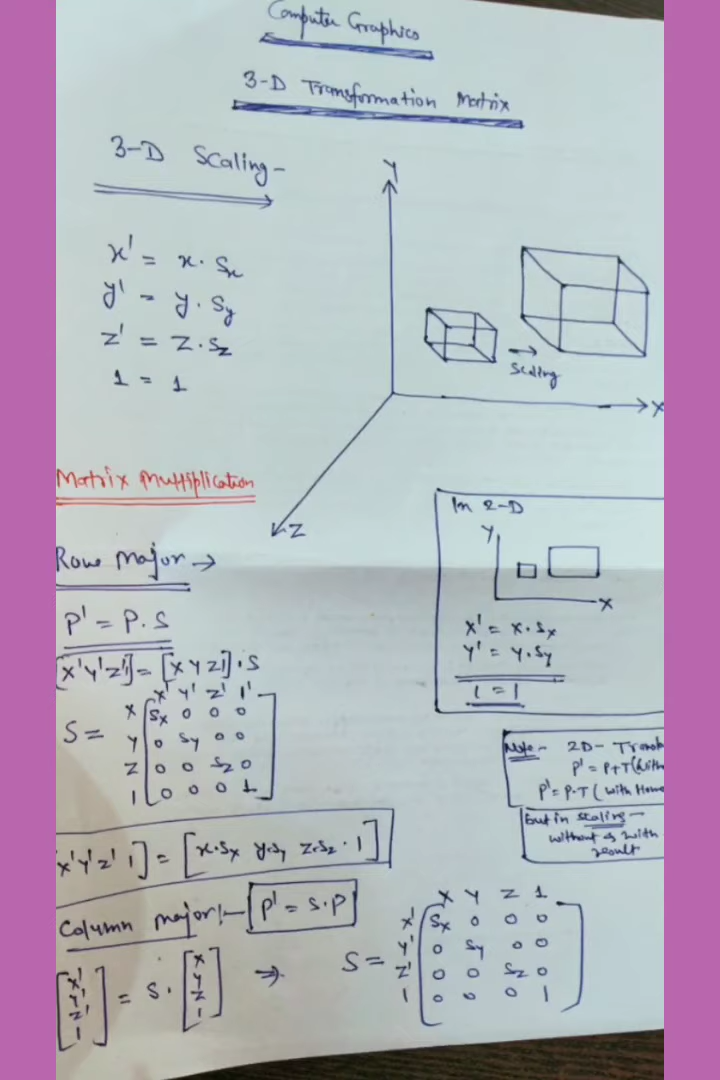 Computer Graphics
3-D Transformation Matrix
3-D Scaling-
x' = x. Sx
y' = y. Sy
z' = z. Sz
1 = 1
Y
X
Z
Scaling
Matrix Multiplication
Row Major →
P' = P. S
[x' y' z' 1] = [x y z 1] . S
x' y' z' 1'
S =
x [Sx 0 0 0
y 0 Sy 0 0
z 0 0 Sz 0
1 0 0 0 1]
x' y' z' 1] = [x.Sx y.Sy z.Sz . 1]
In 2-D
Y
X
x' = x. Sx
y' = y. Sy
1 = 1
Note- 2D-
P' = P+T
P' = P.T ( with
But in scaling -
without & with
result
Column major:- P' = S. P
[x' y' z' 1] = S. [x y z 1] ⇒
S =
X Y Z 1
x' [Sx 0 0 0
y' 0 Sy 0 0
z' 0 0 Sz 0
1 0 0 0 1]